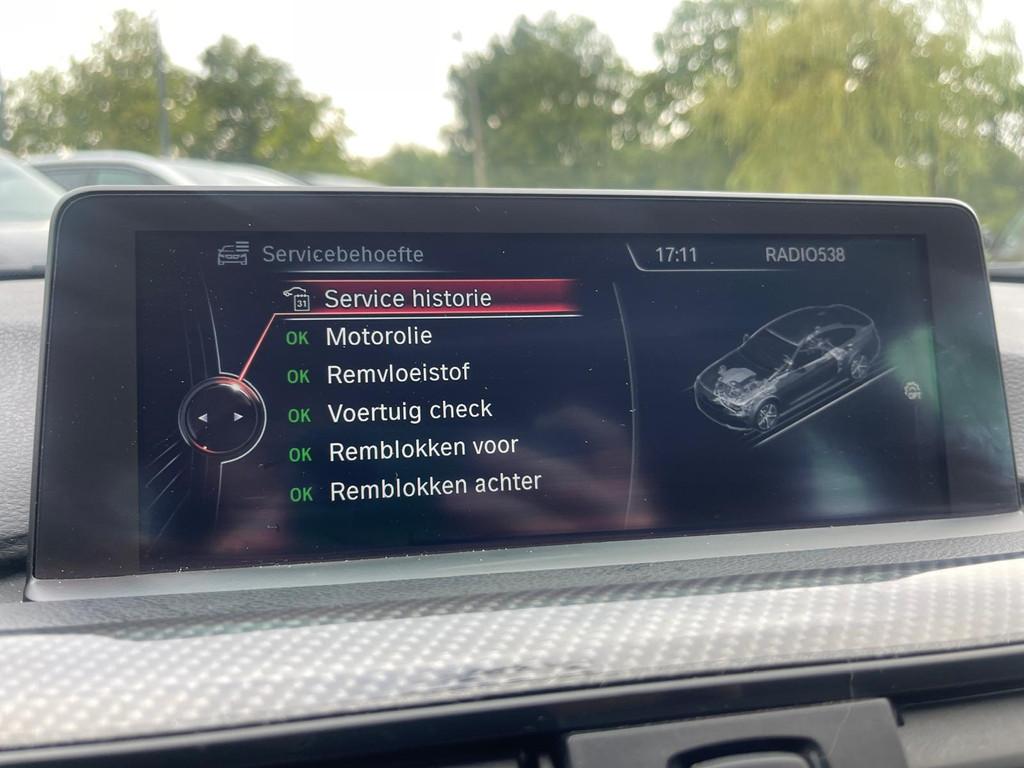 Servicebehoefte
17:11
RADIO538
31 Service historie
OK Motorolie
OK Remvloeistof
OK Voertuig check
OK Remblokken voor
OK Remblokken achter